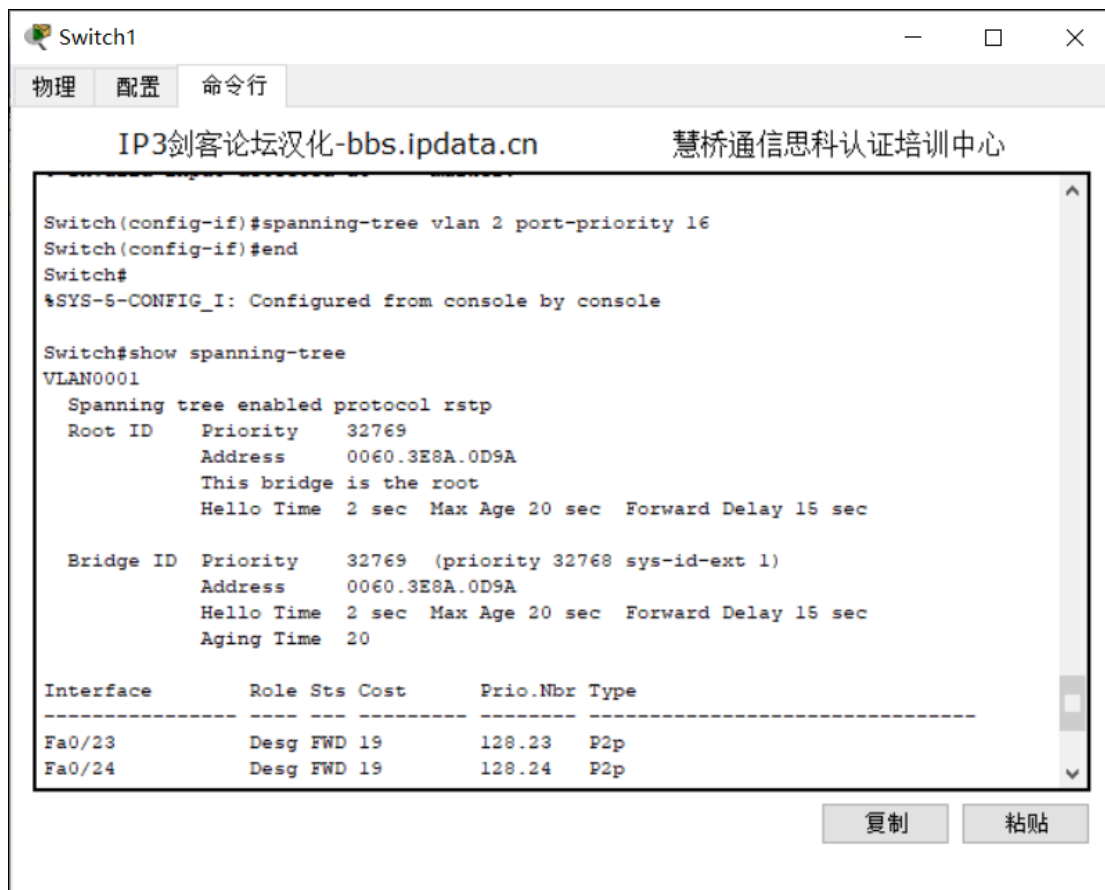 Switch1
物理 配置 命令行
IP3剑客论坛汉化-bbs.ipdata.cn 慧桥通信思科认证培训中心
Switch(config-if)#spanning-tree vlan 2 port-priority 16
Switch(config-if)#end
Switch#
%SYS-5-CONFIG_I: Configured from console by console
Switch#show spanning-tree
VLAN0001
Spanning tree enabled protocol rstp
Root ID Priority 32769
Address 0060.3E8A.0D9A
This bridge is the root
Hello Time 2 sec Max Age 20 sec Forward Delay 15 sec
Bridge ID Priority 32769 (priority 32768 sys-id-ext 1)
Address 0060.3E8A.0D9A
Hello Time 2 sec Max Age 20 sec Forward Delay 15 sec
Aging Time 20
Interface Role Sts Cost Prio.Nbr Type
---------------- ---- --- --------- -------- --------------------------------
Fa0/23 Desg FWD 19 128.23 P2p
Fa0/24 Desg FWD 19 128.24 P2p
复制 粘贴